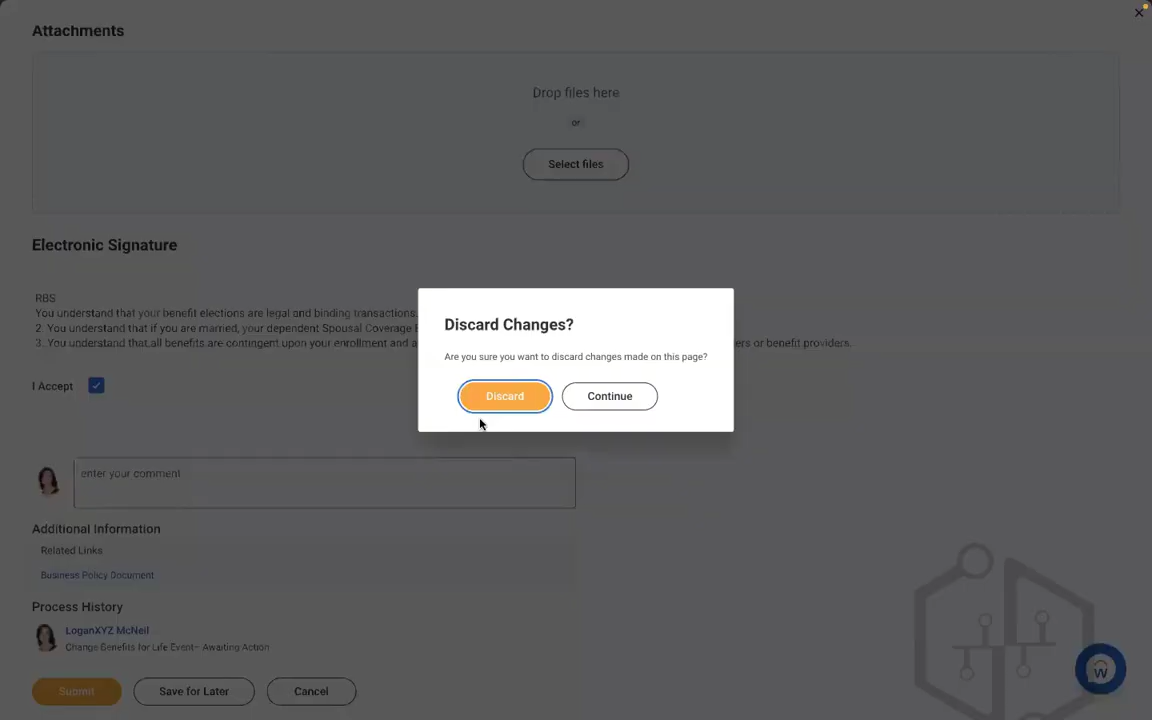 Attachments
Drop files here
or
Select files
Electronic Signature
RBS
You understand that your benefit elections are legal and binding transactions.
2. You understand that if you are married, your dependent Spousal Coverage
3. You understand that all benefits are contingent upon your enrollment and a
ers or benefit providers.
I Accept
Discard Changes?
Are you sure you want to discard changes made on this page?
Discard
Continue
enter your comment
Additional Information
Related Links
Business Policy Document
Process History
LoganXYZ McNeil
Change Benefits for Life Event– Awaiting Action
Submit
Save for Later
Cancel
W